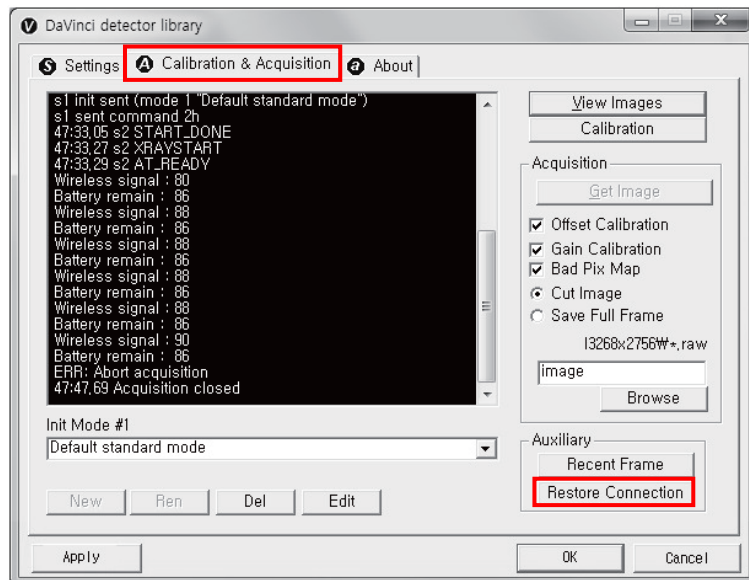 DaVinci detector library
Settings
Calibration & Acquisition
About
s1 init sent (mode 1 "Default standard mode")
s1 sent command 2h
47:33,05 s2 START_DONE
47:33,27 s2 XRAYSTART
47:33,29 s2 AT_READY
Wireless signal : 80
Battery remain : 86
Wireless signal : 88
Battery remain : 86
Wireless signal : 88
Battery remain : 86
Wireless signal : 88
Battery remain : 86
Wireless signal : 88
Battery remain : 86
Wireless signal : 90
Battery remain : 86
ERR: Abort acquisition
47:47,69 Acquisition closed
Init Mode #1
Default standard mode
New
Ren
Del
Edit
View Images
Calibration
Acquisition
Get Image
Offset Calibration
Gain Calibration
Bad Pix Map
Cut Image
Save Full Frame
I3268x2756₩*,raw
image
Browse
Auxiliary
Recent Frame
Restore Connection
Apply
OK
Cancel